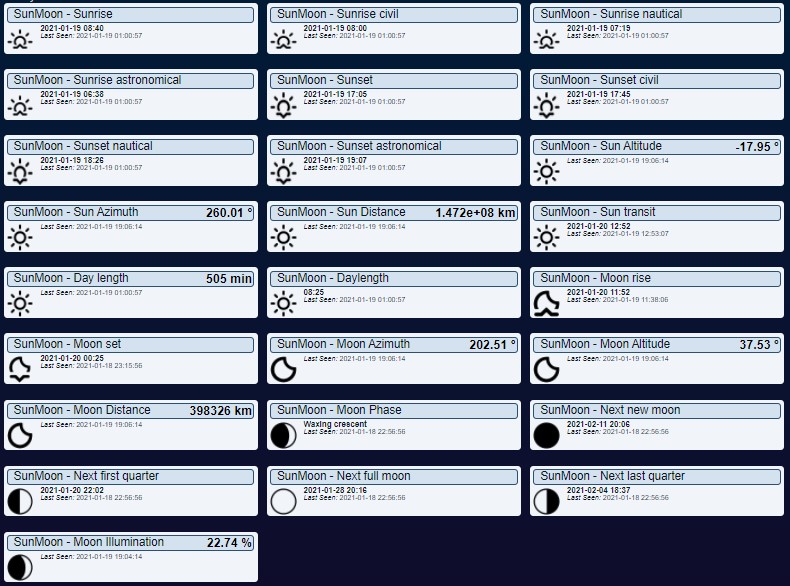 SunMoon - Sunrise
2021-01-19 08:40
Last Seen: 2021-01-19 01:00:57
SunMoon - Sunrise civil
2021-01-19 08:00
Last Seen: 2021-01-19 01:00:57
SunMoon - Sunrise nautical
2021-01-19 07:19
Last Seen: 2021-01-19 01:00:57
SunMoon - Sunrise astronomical
2021-01-19 06:38
Last Seen: 2021-01-19 01:00:57
SunMoon - Sunset
2021-01-19 17:05
Last Seen: 2021-01-19 01:00:57
SunMoon - Sunset civil
2021-01-19 17:45
Last Seen: 2021-01-19 01:00:57
SunMoon - Sunset nautical
2021-01-19 18:26
Last Seen: 2021-01-19 01:00:57
SunMoon - Sunset astronomical
2021-01-19 19:07
Last Seen: 2021-01-19 01:00:57
SunMoon - Sun Altitude -17.95 °
Last Seen: 2021-01-19 19:06:14
SunMoon - Sun Azimuth 260.01 °
Last Seen: 2021-01-19 19:06:14
SunMoon - Sun Distance 1.472e+08 km
Last Seen: 2021-01-19 19:06:14
SunMoon - Sun transit
2021-01-20 12:52
Last Seen: 2021-01-19 12:53:07
SunMoon - Day length 505 min
Last Seen: 2021-01-19 01:00:57
SunMoon - Daylength
08:25
Last Seen: 2021-01-19 01:00:57
SunMoon - Moon rise
2021-01-20 11:52
Last Seen: 2021-01-19 11:38:06
SunMoon - Moon set
2021-01-20 00:25
Last Seen: 2021-01-18 23:15:56
SunMoon - Moon Azimuth 202.51 °
Last Seen: 2021-01-19 19:06:14
SunMoon - Moon Altitude 37.53 °
Last Seen: 2021-01-19 19:06:14
SunMoon - Moon Distance 398326 km
Last Seen: 2021-01-19 19:06:14
SunMoon - Moon Phase
Waxing crescent
Last Seen: 2021-01-18 22:56:56
SunMoon - Next new moon
2021-02-11 20:06
Last Seen: 2021-01-18 22:56:56
SunMoon - Next first quarter
2021-01-20 22:02
Last Seen: 2021-01-18 22:56:56
SunMoon - Next full moon
2021-01-28 20:16
Last Seen: 2021-01-18 22:56:56
SunMoon - Next last quarter
2021-02-04 18:37
Last Seen: 2021-01-18 22:56:56
SunMoon - Moon Illumination 22.74 %
Last Seen: 2021-01-19 19:04:14